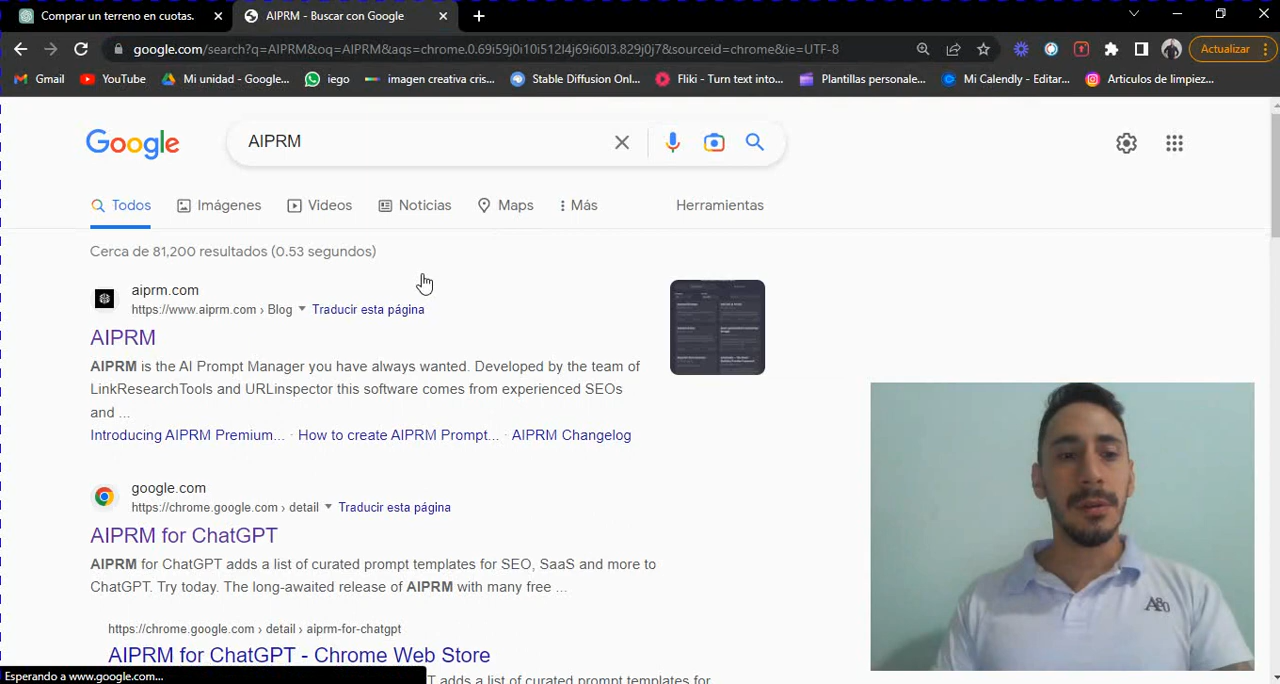 Comprar un terreno en cuotas.
AIPRM - Buscar con Google
google.com/search?q=AIPRM&oq=AIPRM&aqs=chrome.0.69i59j0i10i512l4j69i60l3.829j0j7&sourceid=chrome&ie=UTF-8
Actualizar
Gmail
YouTube
Mi unidad - Google...
iego
imagen creativa cris...
Stable Diffusion Onl...
Fliki - Turn text into...
Plantillas personale...
Mi Calendly - Editar...
Articulos de limpiez...
Google
AIPRM
Todos
Imágenes
Videos
Noticias
Maps
Más
Herramientas
Cerca de 81,200 resultados (0.53 segundos)
aiprm.com
https://www.aiprm.com › Blog
Traducir esta página
AIPRM
AIPRM is the AI Prompt Manager you have always wanted. Developed by the team of
LinkResearchTools and URLinspector this software comes from experienced SEOs
and ...
Introducing AIPRM Premium... · How to create AIPRM Prompt... · AIPRM Changelog
google.com
https://chrome.google.com › detail
Traducir esta página
AIPRM for ChatGPT
AIPRM for ChatGPT adds a list of curated prompt templates for SEO, SaaS and more to
ChatGPT. Try today. The long-awaited release of AIPRM with many free ...
https://chrome.google.com › detail › aiprm-for-chatgpt
AIPRM for ChatGPT - Chrome Web Store
T adds a list of curated prompt templates for
Esperando a www.google.com...